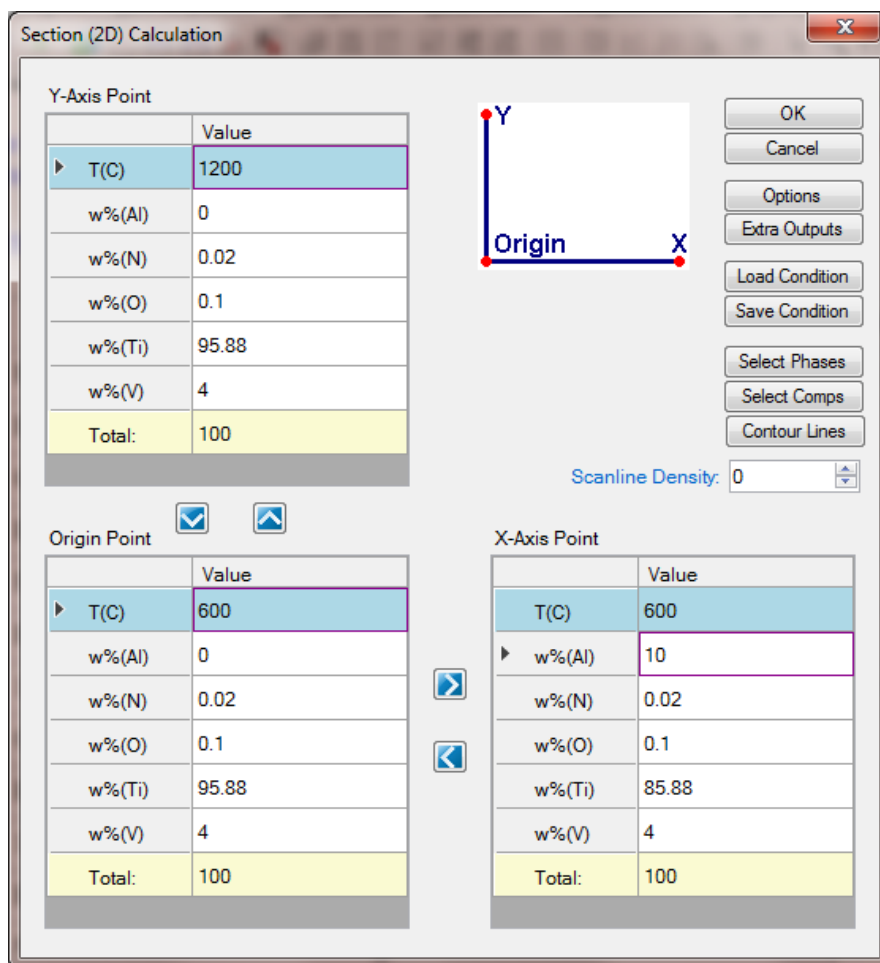 Section (2D) Calculation
Y-Axis Point
Value
T(C) 1200
w%(Al) 0
w%(N) 0.02
w%(O) 0.1
w%(Ti) 95.88
w%(V) 4
Total: 100
Y
Origin X
OK
Cancel
Options
Extra Outputs
Load Condition
Save Condition
Select Phases
Select Comps
Contour Lines
Scanline Density: 0
Origin Point
Value
T(C) 600
w%(Al) 0
w%(N) 0.02
w%(O) 0.1
w%(Ti) 95.88
w%(V) 4
Total: 100
X-Axis Point
Value
T(C) 600
w%(Al) 10
w%(N) 0.02
w%(O) 0.1
w%(Ti) 85.88
w%(V) 4
Total: 100